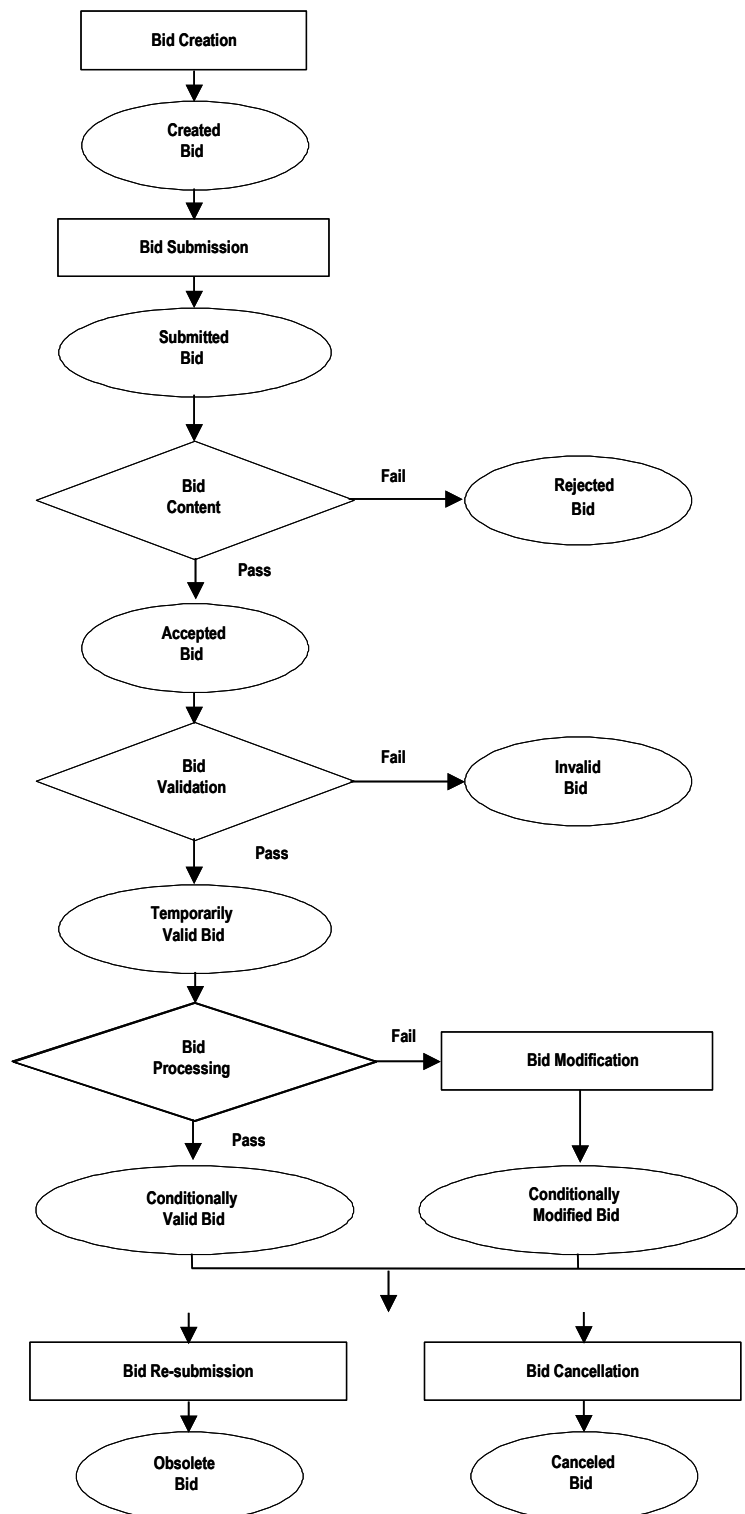 Bid Creation
Created
Bid
Bid Submission
Submitted
Bid
Bid
Content
Fail
Rejected
Bid
Pass
Accepted
Bid
Bid
Validation
Fail
Invalid
Bid
Pass
Temporarily
Valid Bid
Bid
Processing
Fail
Bid Modification
Pass
Conditionally
Valid Bid
Conditionally
Modified Bid
Bid Re-submission
Bid Cancellation
Obsolete
Bid
Canceled
Bid